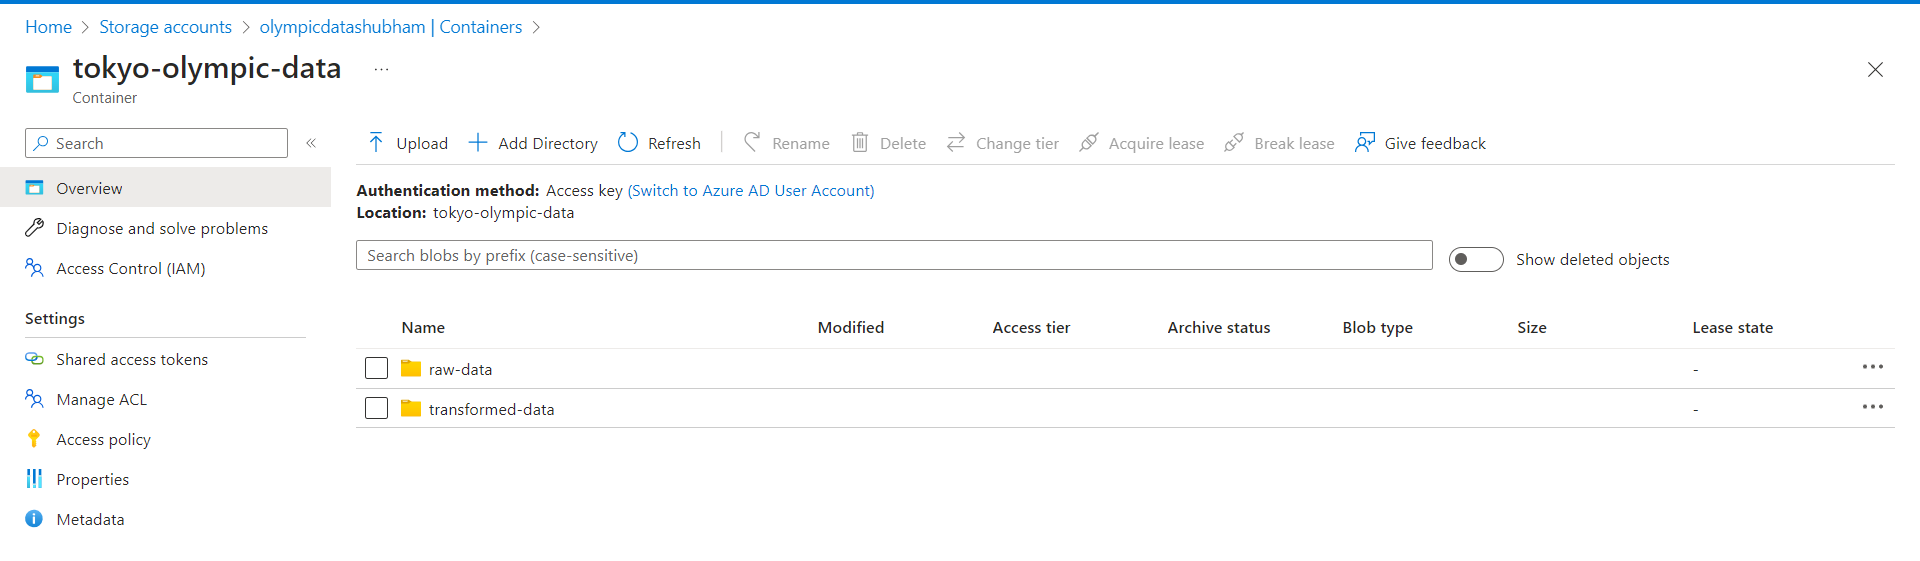 Home > Storage accounts > olympicdatashubham | Containers >
tokyo-olympic-data ...
Container
Search «
Overview
Diagnose and solve problems
Access Control (IAM)
Settings
Shared access tokens
Manage ACL
Access policy
Properties
Metadata
Upload Add Directory Refresh Rename Delete Change tier Acquire lease Break lease Give feedback
Authentication method: Access key (Switch to Azure AD User Account)
Location: tokyo-olympic-data
Search blobs by prefix (case-sensitive)
Show deleted objects
Name Modified Access tier Archive status Blob type Size Lease state
raw-data - ...
transformed-data - ...